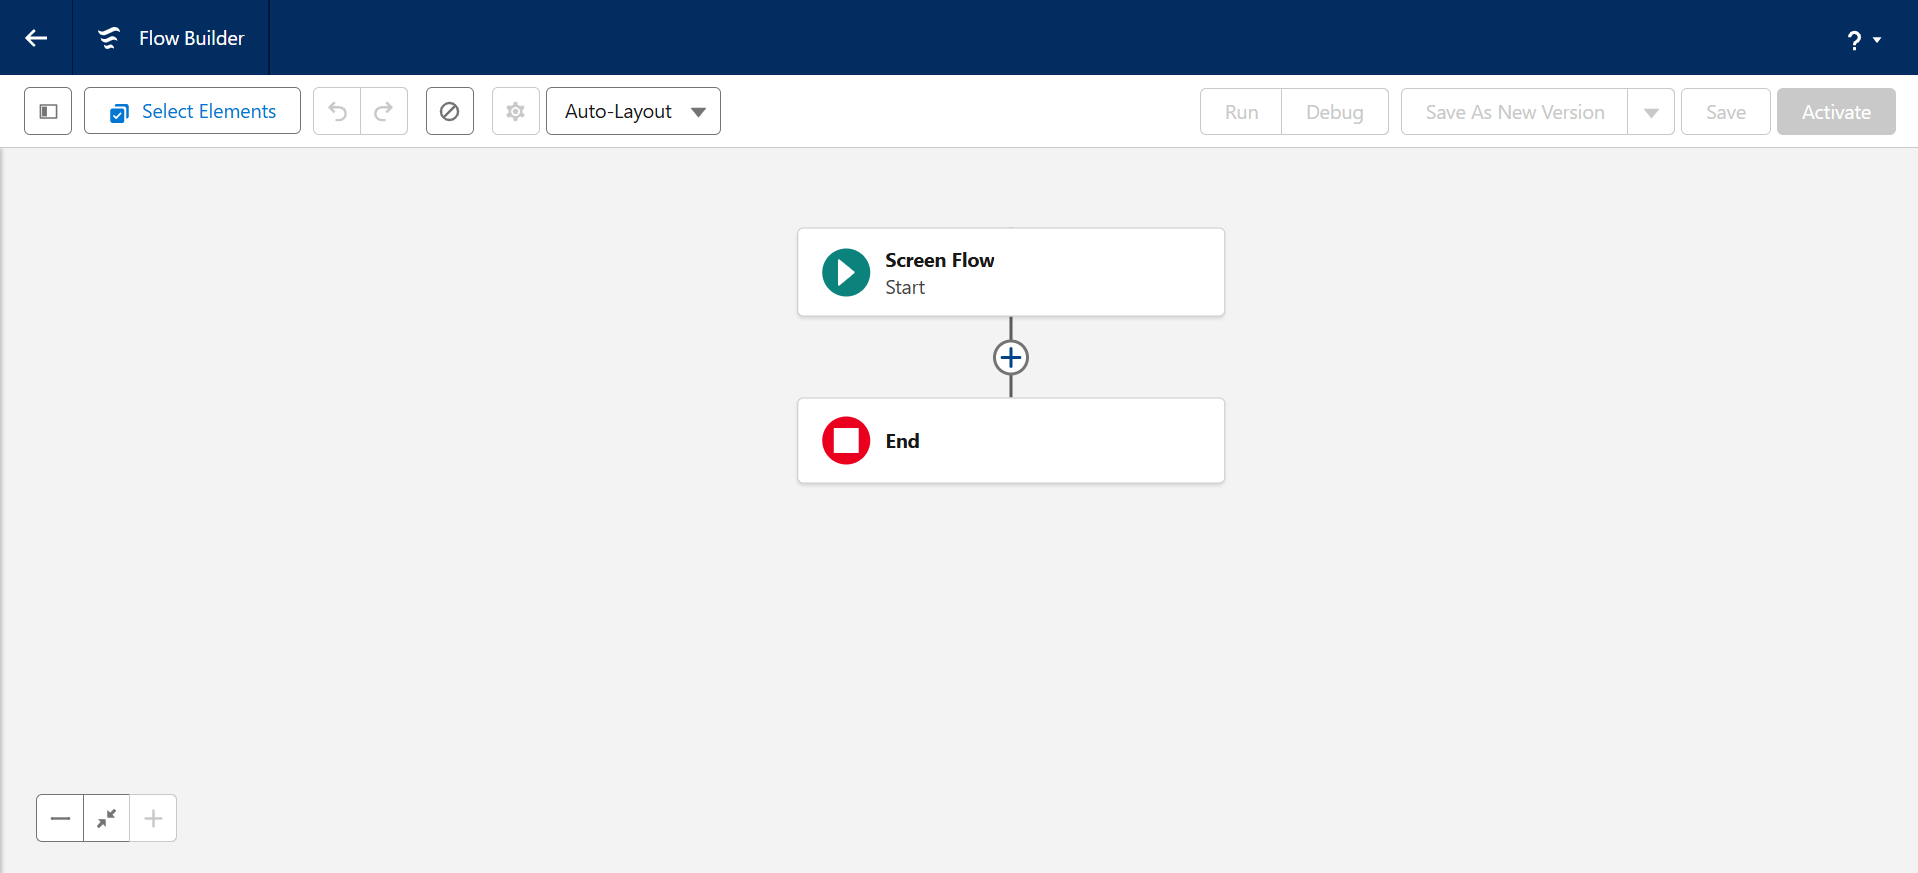 Flow Builder
?
Select Elements
Auto-Layout
Run
Debug
Save As New Version
Save
Activate
Screen Flow
Start
End